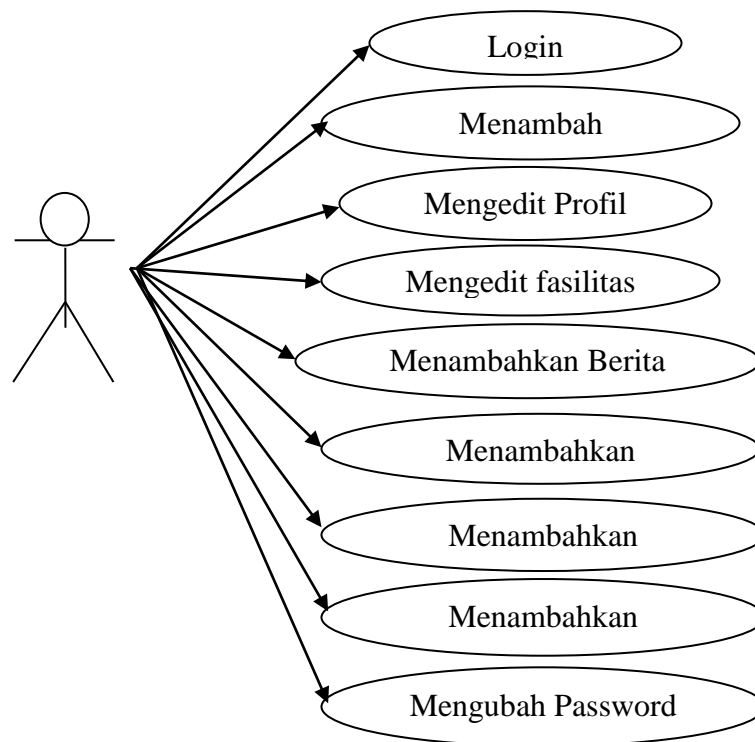 Login
Menambah
Mengedit Profil
Mengedit fasilitas
Menambahkan Berita
Menambahkan
Menambahkan
Menambahkan
Mengubah Password